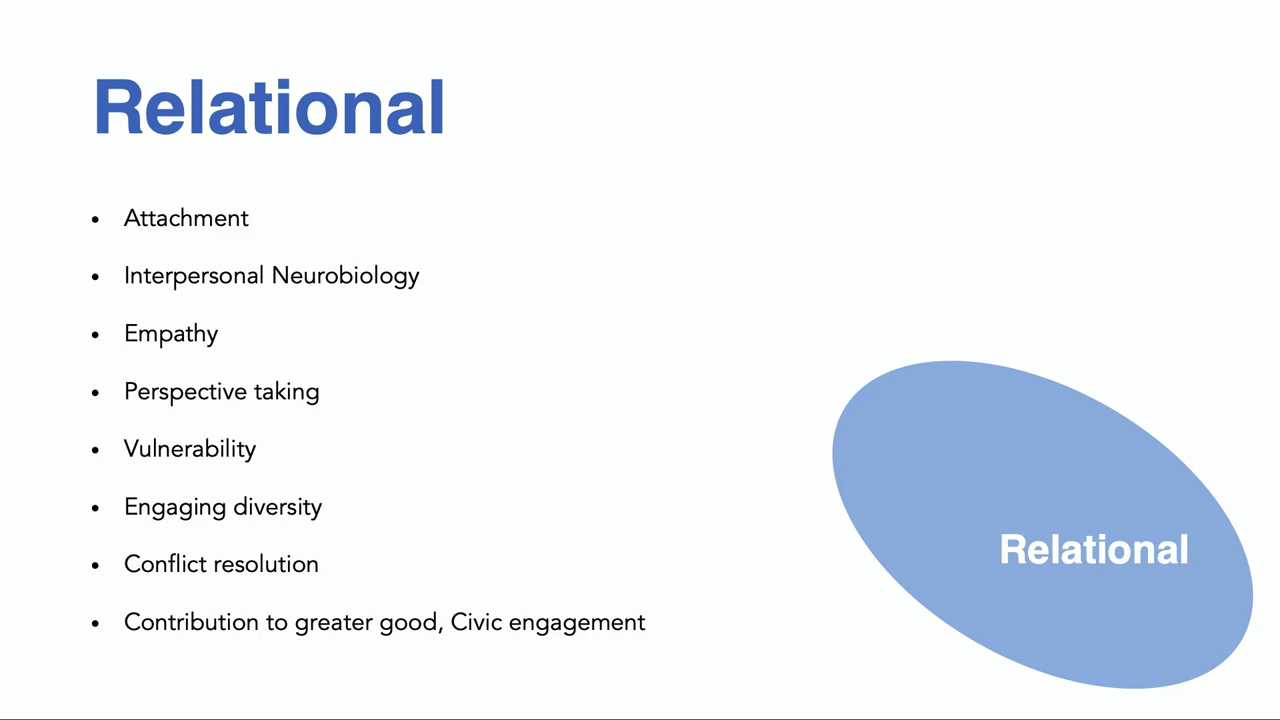 Relational
• Attachment
• Interpersonal Neurobiology
• Empathy
• Perspective taking
• Vulnerability
• Engaging diversity
• Conflict resolution
• Contribution to greater good, Civic engagement
Relational